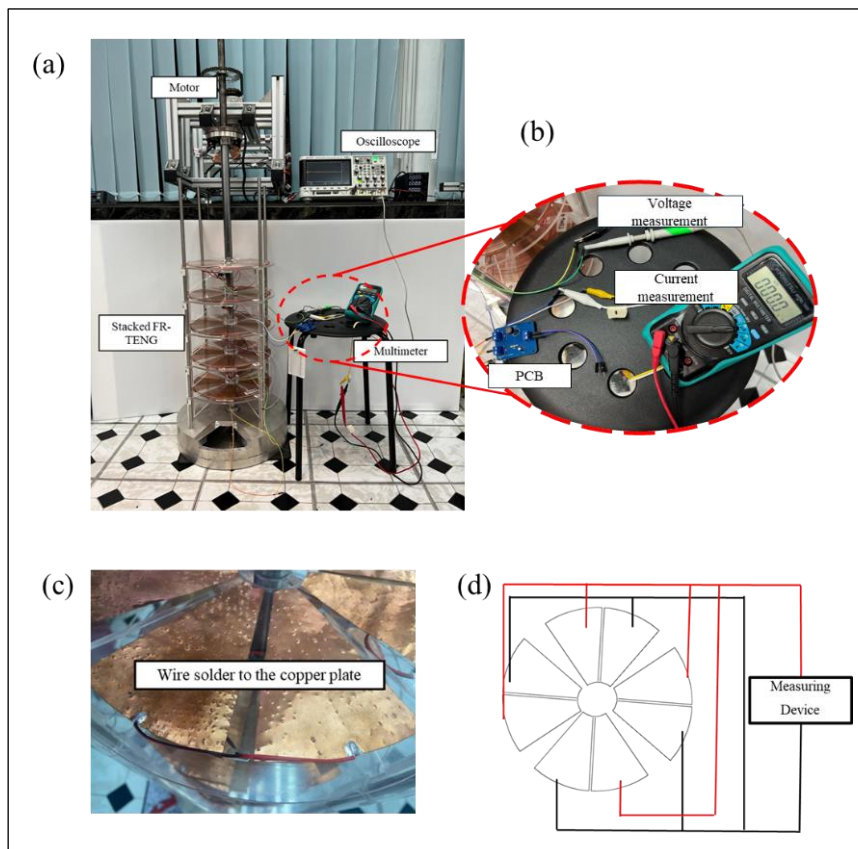 (a)
Motor
Oscilloscope
Stacked FR-
TENG
Multimeter
(b)
Voltage
measurement
Current
measurement
PCB
0000
(c)
Wire solder to the copper plate
(d)
Measuring
Device